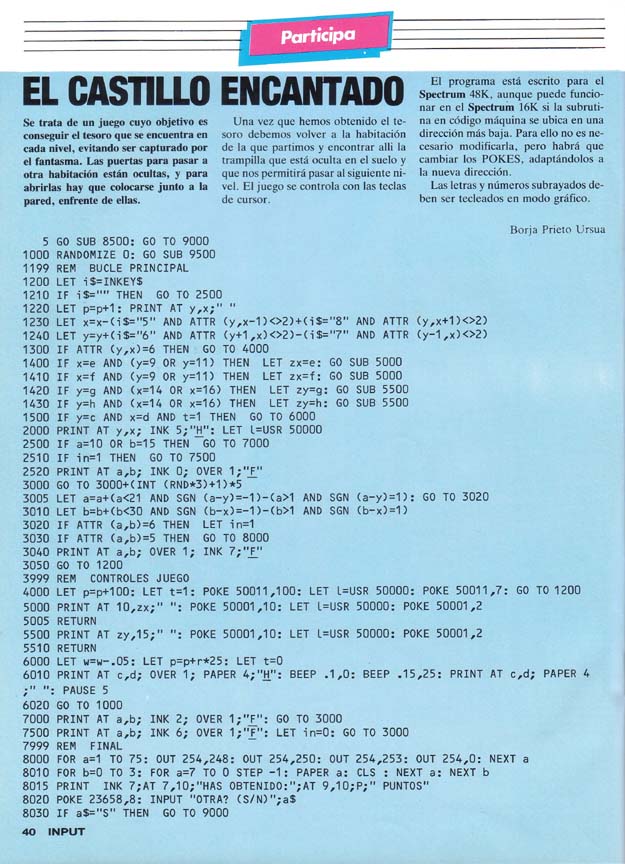 Participa
EL CASTILLO ENCANTADO
Se trata de un juego cuyo objetivo es
conseguir el tesoro que se encuentra en
cada nivel, evitando ser capturado por
el fantasma. Las puertas para pasar a
otra habitación están ocultas, y para
abrirlas hay que colocarse junto a la
pared, enfrente de ellas.
Una vez que hemos obtenido el te-
soro debemos volver a la habitación
de la que partimos y encontrar alli la
trampilla que está oculta en el suelo y
que nos permitirá pasar al siguiente ni-
vel. El juego se controla con las teclas
de cursor.
El programa está escrito para el
Spectrum 48K, aunque puede funcio-
nar en el Spectrum 16K si la subruti-
na en código máquina se ubica en una
dirección más baja. Para ello no es ne-
cesario modificarla, pero habrá que
cambiar los POKES, adaptándolos a
la nueva dirección.
Las letras y números subrayados de-
ben ser tecleados en modo gráfico.
Borja Prieto Ursua
5 GO SUB 8500: GO TO 9000
1000 RANDOMIZE 0: GO SUB 9500
1199 REM  BUCLE PRINCIPAL
1200 LET i$=INKEY$
1210 IF i$="" THEN  GO TO 2500
1220 LET p=p+1: PRINT AT y,x;" "
1230 LET x=x-(i$="5" AND ATTR (y,x-1)<>2)+(i$="8" AND ATTR (y,x+1)<>2)
1240 LET y=y+(i$="6" AND ATTR (y+1,x)<>2)-(i$="7" AND ATTR (y-1,x)<>2)
1300 IF ATTR (y,x)=6 THEN  GO TO 4000
1400 IF x=e AND (y=9 OR y=11) THEN  LET zx=e: GO SUB 5000
1410 IF x=f AND (y=9 OR y=11) THEN  LET zx=f: GO SUB 5000
1420 IF y=g AND (x=14 OR x=16) THEN  LET zy=g: GO SUB 5500
1430 IF y=h AND (x=14 OR x=16) THEN  LET zy=h: GO SUB 5500
1500 IF y=c AND x=d AND t=1 THEN  GO TO 6000
2000 PRINT AT y,x; INK 5;"H": LET l=USR 50000
2500 IF a=10 OR b=15 THEN  GO TO 7000
2510 IF in=1 THEN  GO TO 7500
2520 PRINT AT a,b; INK 0; OVER 1;"F"
3000 GO TO 3000+(INT (RND*3)+1)*5
3005 LET a=a+(a<21 AND SGN (a-y)=-1)-(a>1 AND SGN (a-y)=1): GO TO 3020
3010 LET b=b+(b<30 AND SGN (b-x)=-1)-(b>1 AND SGN (b-x)=1)
3020 IF ATTR (a,b)=6 THEN  LET in=1
3030 IF ATTR (a,b)=5 THEN  GO TO 8000
3040 PRINT AT a,b; OVER 1; INK 7;"F"
3050 GO TO 1200
3999 REM  CONTROLES JUEGO
4000 LET p=p+100: LET t=1: POKE 50011,100: LET l=USR 50000: POKE 50011,7: GO TO 1200
5000 PRINT AT 10,zx;" ": POKE 50001,10: LET l=USR 50000: POKE 50001,2
5005 RETURN
5500 PRINT AT zy,15;" ": POKE 50001,10: LET l=USR 50000: POKE 50001,2
5510 RETURN
6000 LET w=w-.05: LET p=p+r*25: LET t=0
6010 PRINT AT c,d; OVER 1; PAPER 4;"H": BEEP .1,0: BEEP .15,25: PRINT AT c,d; PAPER 4
;" ": PAUSE 5
6020 GO TO 1000
7000 PRINT AT a,b; INK 2; OVER 1;"F": GO TO 3000
7500 PRINT AT a,b; INK 6; OVER 1;"F": LET in=0: GO TO 3000
7999 REM  FINAL
8000 FOR a=1 TO 75: OUT 254,248: OUT 254,250: OUT 254,253: OUT 254,0: NEXT a
8010 FOR b=0 TO 3: FOR a=7 TO 0 STEP -1: PAPER a: CLS : NEXT a: NEXT b
8015 PRINT  INK 7;AT 7,10;"HAS OBTENIDO:";AT 9,10;P;" PUNTOS"
8020 POKE 23658,8: INPUT "OTRA? (S/N)";a$
8030 IF a$="S" THEN  GO TO 9000
40 INPUT